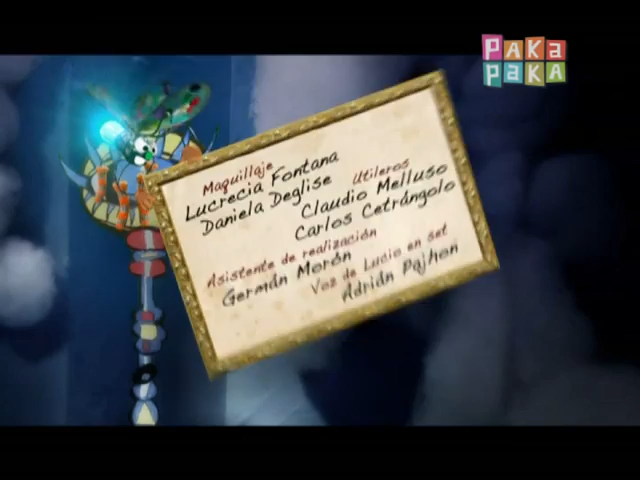 PAKA
PAKA
Maquillaje
Lucrecia Fontana
Daniela Deglise
Utileros
Claudio Melluso
Carlos Cetrángolo
Asistente de realización
Germán Morón
Voz de Lucio en set
Adrián Pajhon